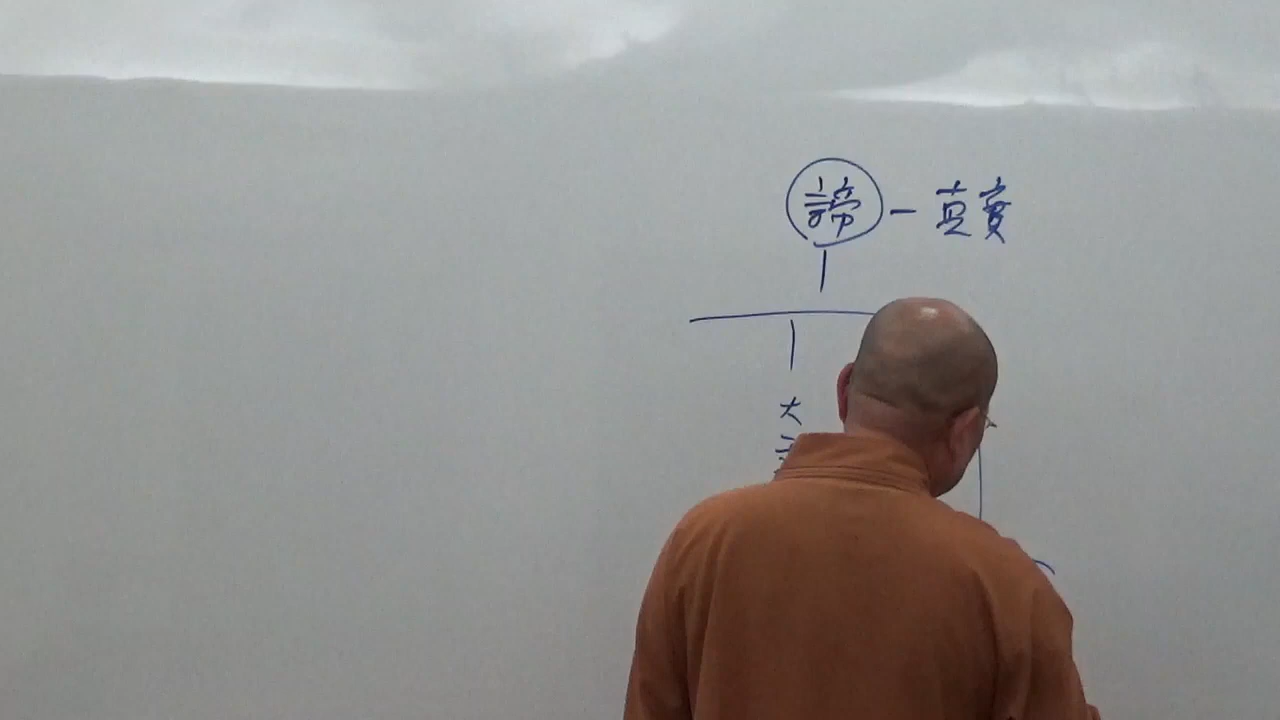 諦 — 真實
大